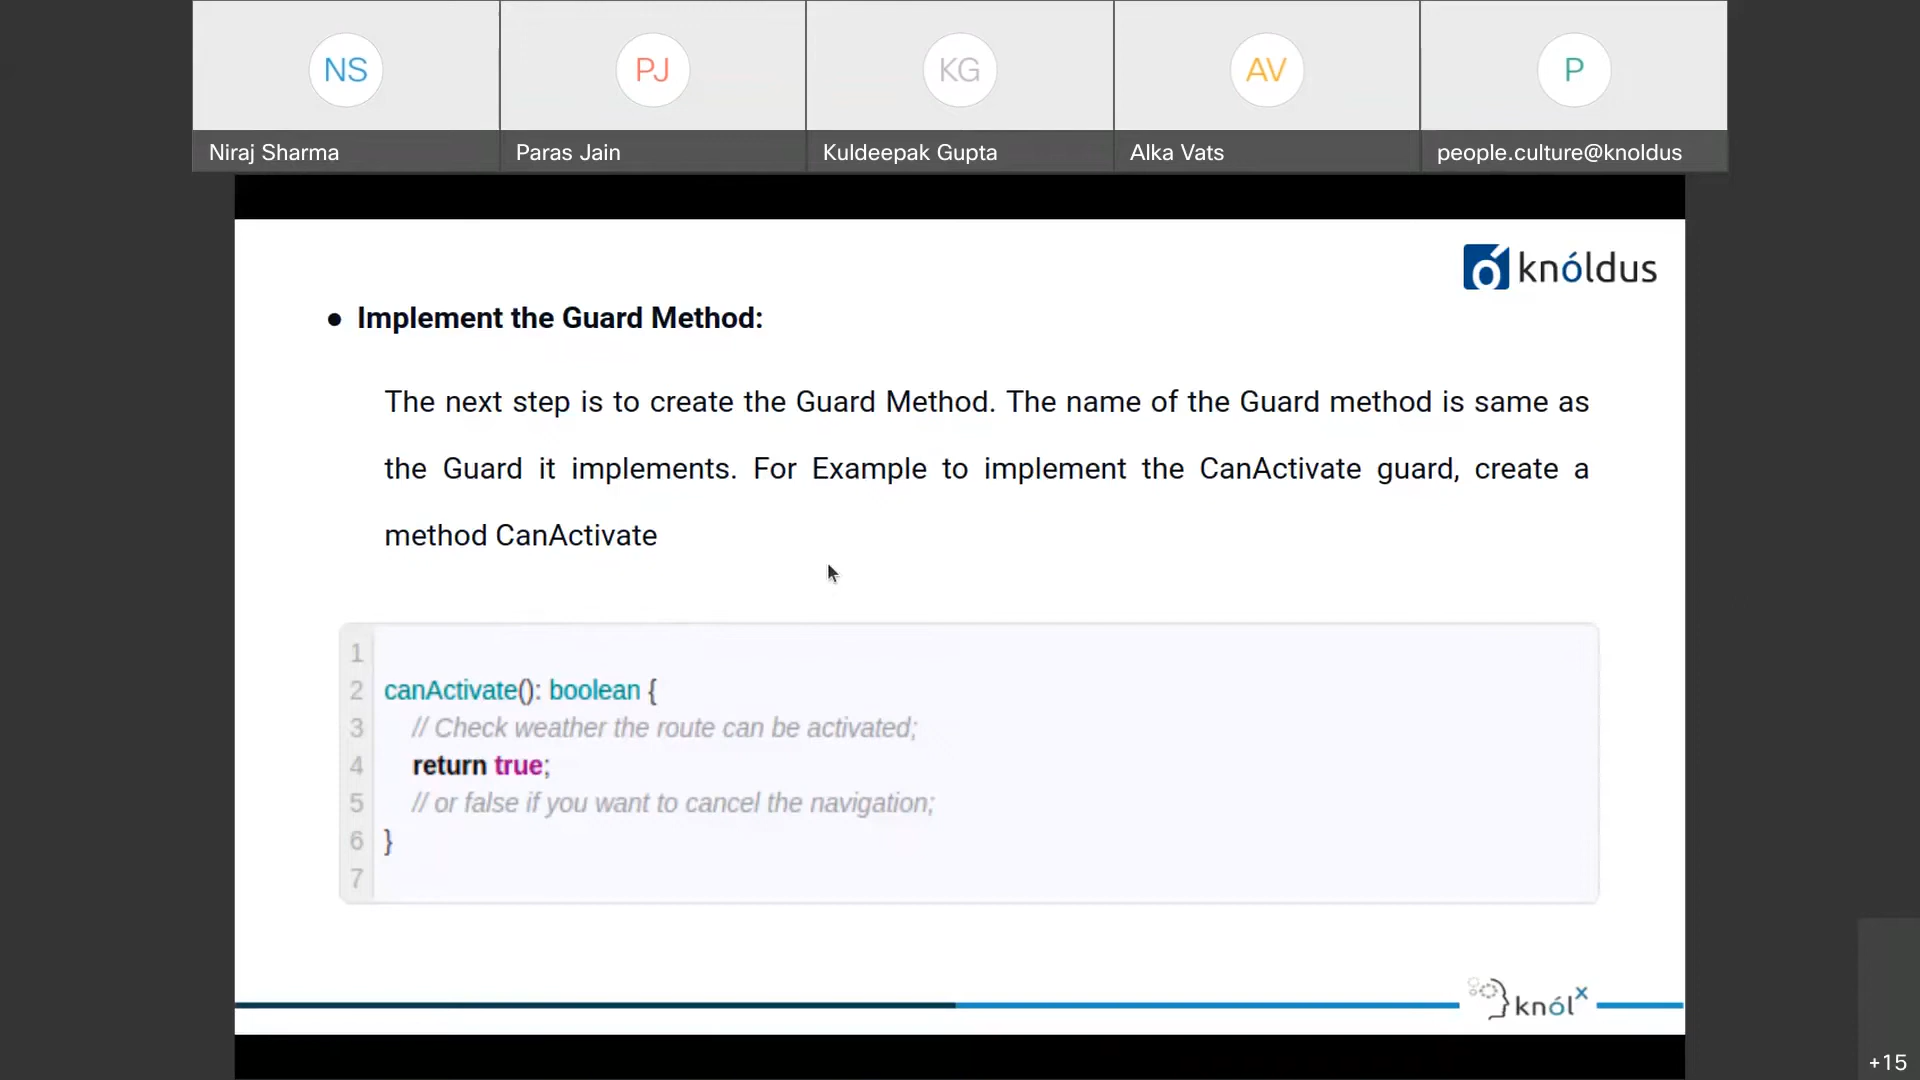 NS
PJ
KG
AV
P
Niraj Sharma
Paras Jain
Kuldeepak Gupta
Alka Vats
people.culture@knoldus
knóldus
● Implement the Guard Method:
The next step is to create the Guard Method. The name of the Guard method is same as
the Guard it implements. For Example to implement the CanActivate guard, create a
method CanActivate
1
2 canActivate(): boolean {
3 // Check weather the route can be activated;
4 return true;
5 // or false if you want to cancel the navigation;
6 }
7
knólx
+15